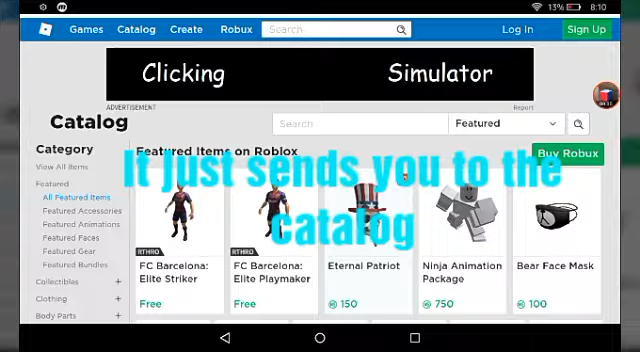 13% 8:10
Games Catalog Create Robux Search Log In Sign Up
Clicking Simulator
ADVERTISEMENT Report
Catalog Search Featured
Category Featured Items on Roblox Buy Robux
It just sends you to the
catalog
View All Items
Featured
All Featured Items
Featured Accessories
Featured Animations
Featured Faces
Featured Gear
Featured Bundles
Collectibles +
Clothing +
Body Parts +
RTHRO RTHRO
FC Barcelona: FC Barcelona: Eternal Patriot Ninja Animation Bear Face Mask
Elite Striker Elite Playmaker Package
Free Free 150 750 100